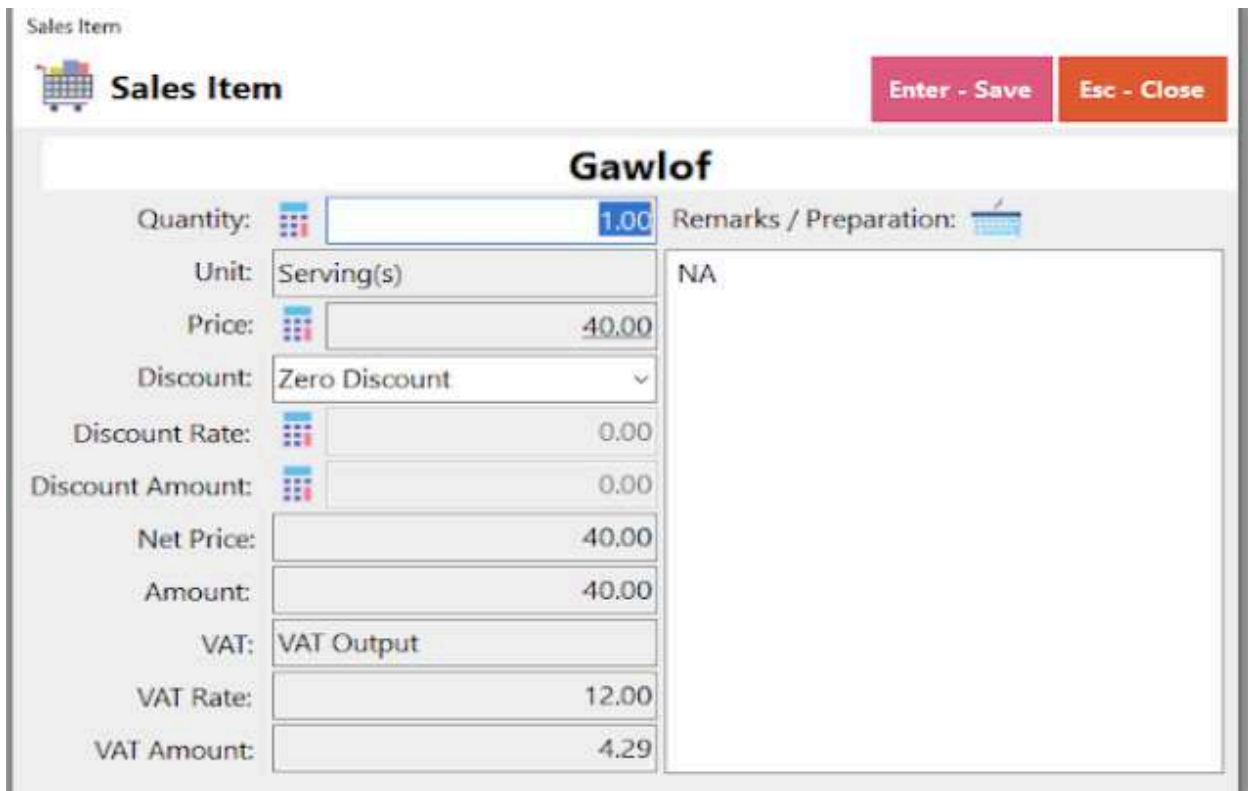 Sales Item
Sales Item
Enter - Save
Esc - Close
Gawlof
Quantity: 1.00
Remarks / Preparation:
NA
Unit: Serving(s)
Price: 40.00
Discount: Zero Discount
Discount Rate: 0.00
Discount Amount: 0.00
Net Price: 40.00
Amount: 40.00
VAT: VAT Output
VAT Rate: 12.00
VAT Amount: 4.29